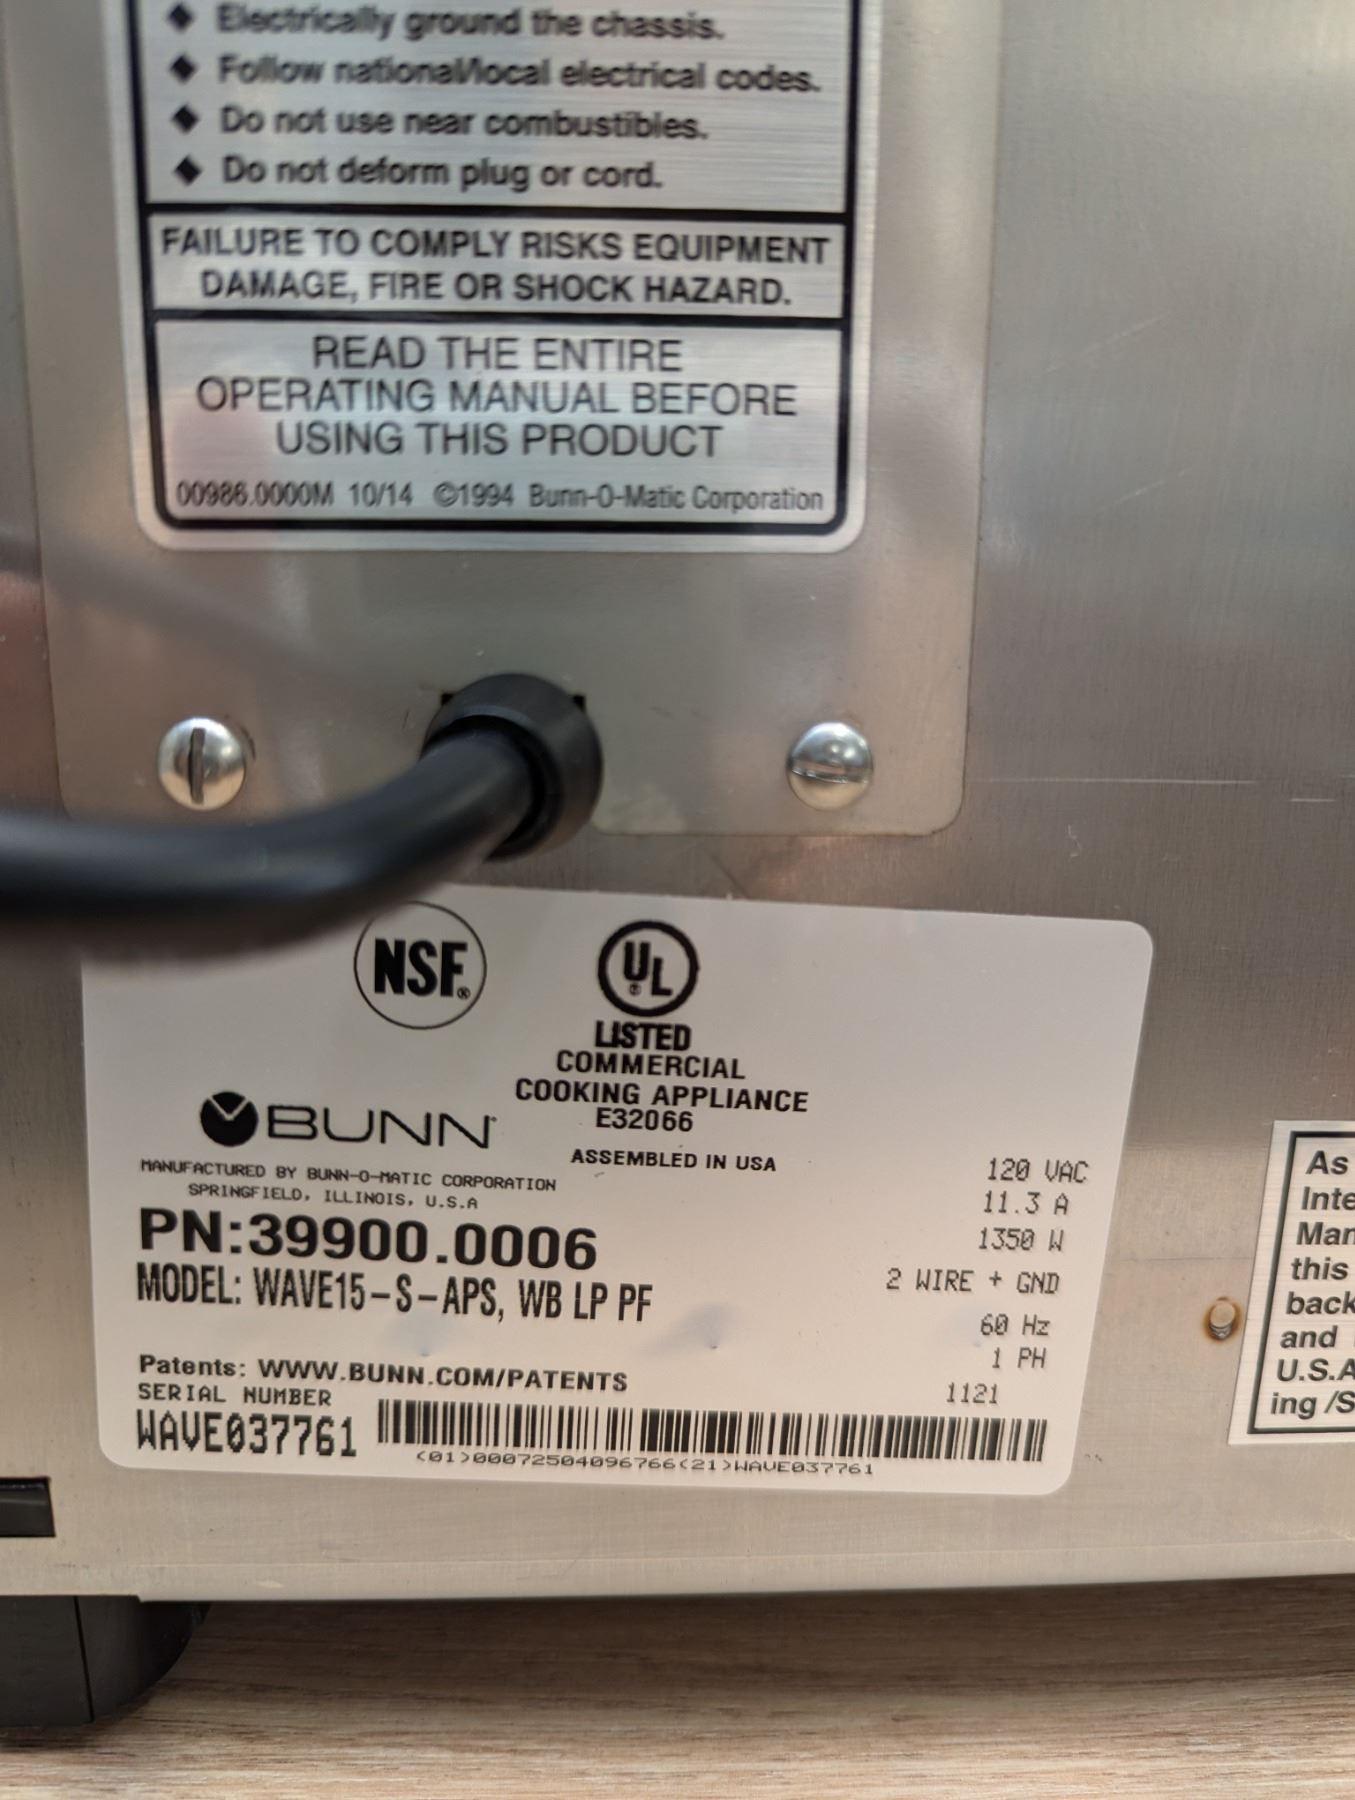 ◆ Electrically ground the chassis.
◆ Follow national/local electrical codes.
◆ Do not use near combustibles.
◆ Do not deform plug or cord.
FAILURE TO COMPLY RISKS EQUIPMENT
DAMAGE, FIRE OR SHOCK HAZARD.
READ THE ENTIRE
OPERATING MANUAL BEFORE
USING THIS PRODUCT
00986.0000M 10/14 ©1994 Bunn-O-Matic Corporation
NSF®
UL®
LISTED
COMMERCIAL
COOKING APPLIANCE
E32066
ASSEMBLED IN USA
BUNN®
MANUFACTURED BY BUNN-O-MATIC CORPORATION
SPRINGFIELD, ILLINOIS, U.S.A
PN:39900.0006
MODEL: WAVE15-S-APS, WB LP PF
120 VAC
11.3 A
1350 W
2 WIRE + GND
60 Hz
1 PH
1121
Patents: WWW.BUNN.COM/PATENTS
SERIAL NUMBER
WAVE037761
(01)00072504096766(21)WAVE037761
As
Inte
Man
this
back
and
U.S.A
ing /S